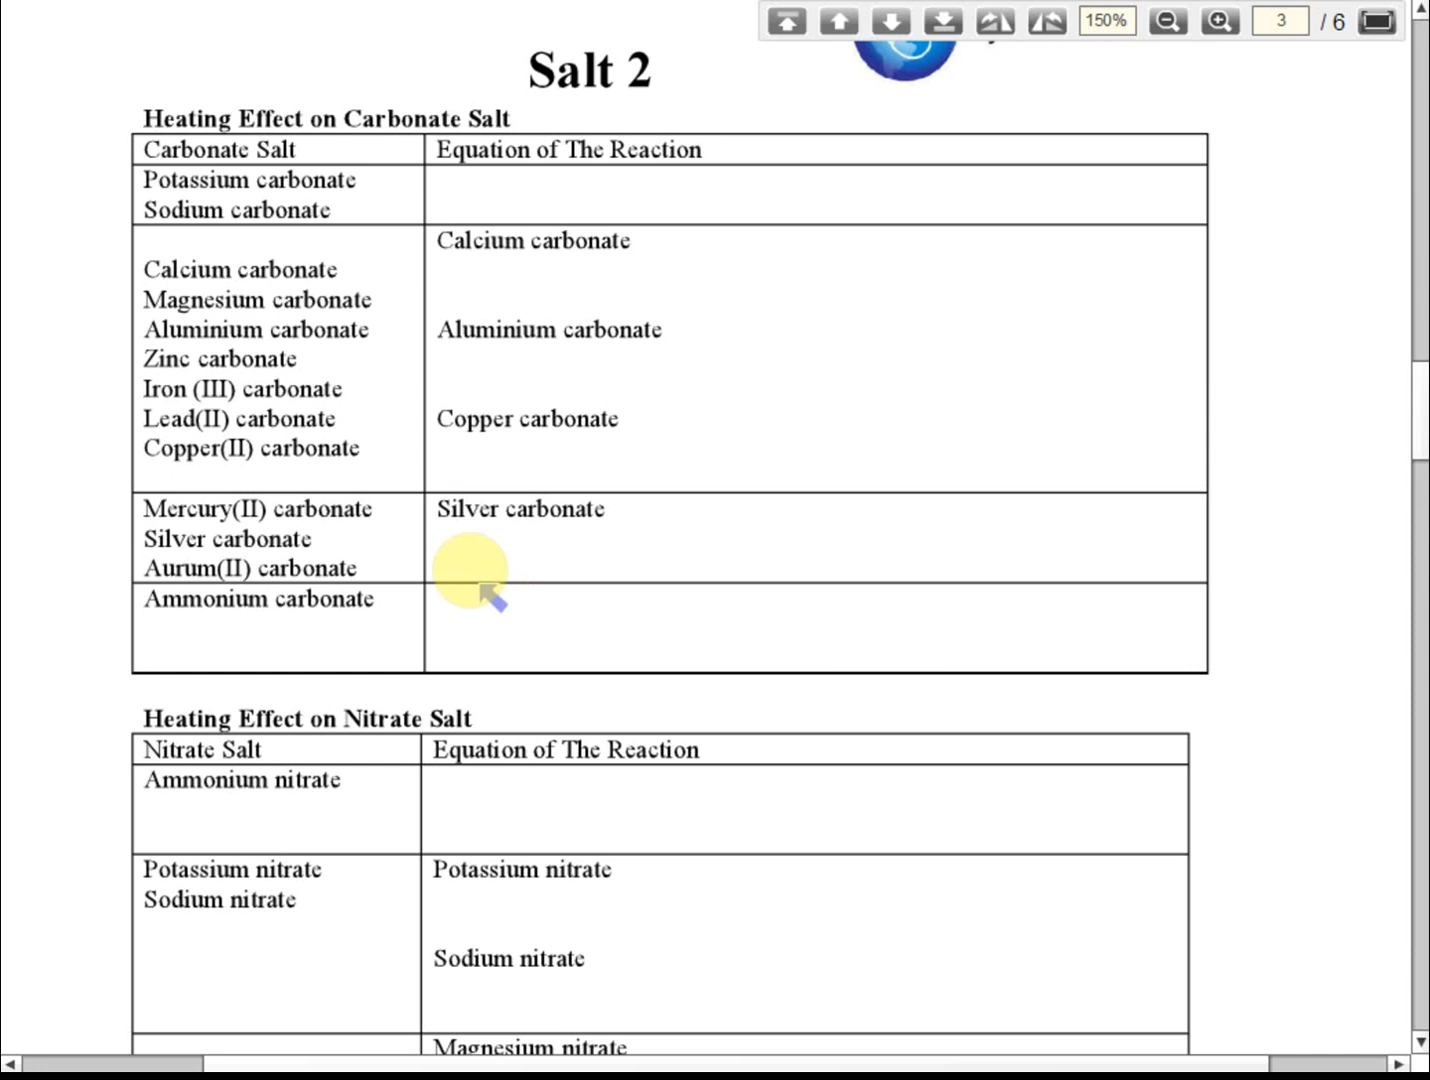 150%
3
/ 6
Salt 2
Heating Effect on Carbonate Salt
Carbonate Salt
Equation of The Reaction
Potassium carbonate
Sodium carbonate
Calcium carbonate
Calcium carbonate
Magnesium carbonate
Aluminium carbonate
Aluminium carbonate
Zinc carbonate
Iron (III) carbonate
Lead(II) carbonate
Copper carbonate
Copper(II) carbonate
Mercury(II) carbonate
Silver carbonate
Silver carbonate
Aurum(II) carbonate
Ammonium carbonate
Heating Effect on Nitrate Salt
Nitrate Salt
Equation of The Reaction
Ammonium nitrate
Potassium nitrate
Potassium nitrate
Sodium nitrate
Sodium nitrate
Magnesium nitrate